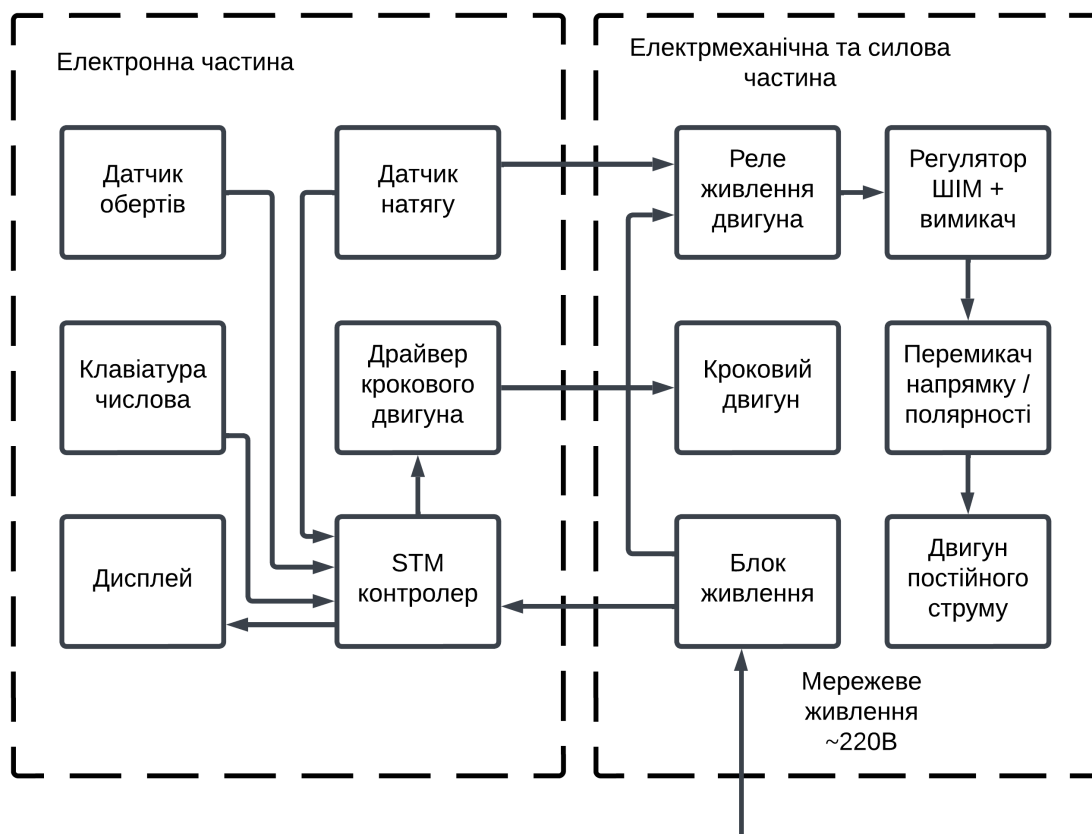 Електронна частина
Електрмеханічна та силова
частина
Датчик
обертів
Датчик
натягу
Реле
живлення
двигуна
Регулятор
ШІМ +
вимикач
Клавіатура
числова
Драйвер
крокового
двигуна
Кроковий
двигун
Перемикач
напрямку /
полярності
Дисплей
STM
контролер
Блок
живлення
Двигун
постійного
струму
Мережеве
живлення
~220В